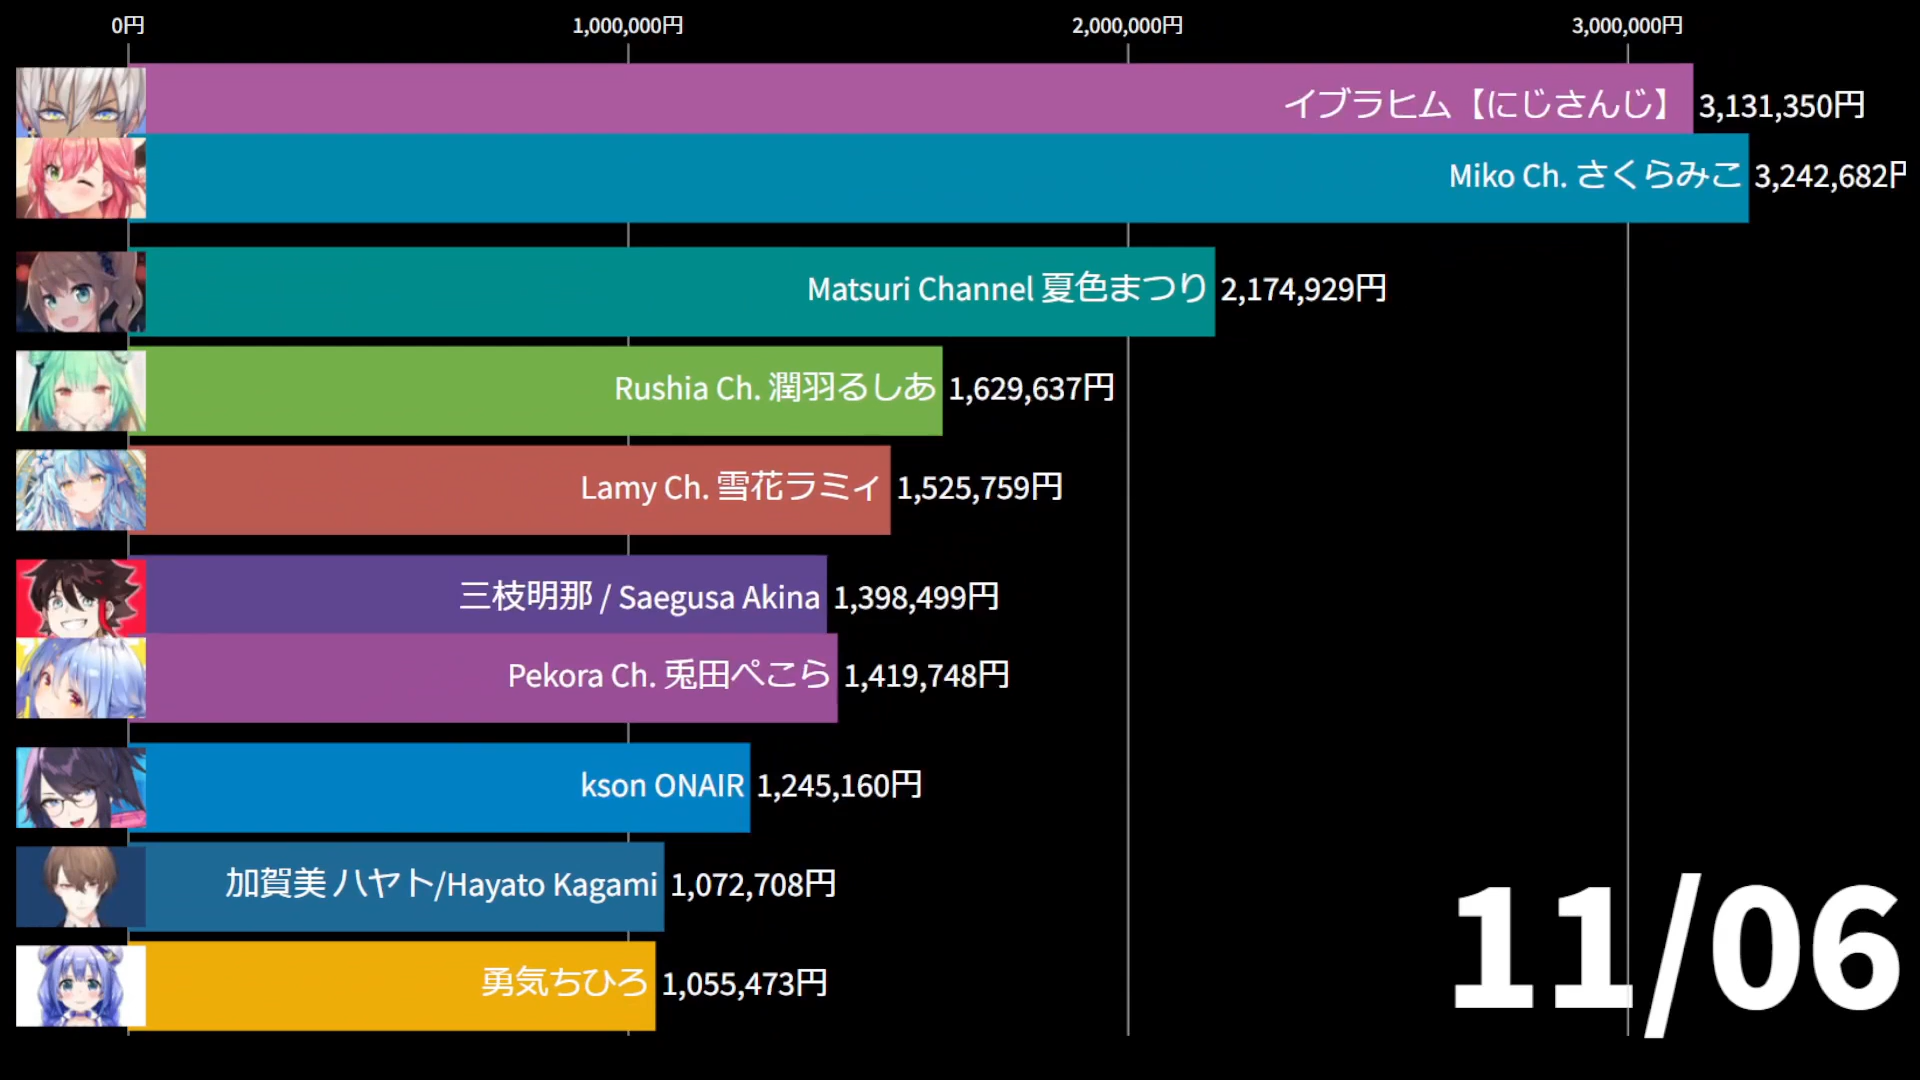 0円 1,000,000円 2,000,000円 3,000,000円
イブラヒム【にじさんじ】 3,131,350円
Miko Ch. さくらみこ 3,242,682円
Matsuri Channel 夏色まつり 2,174,929円
Rushia Ch. 潤羽るしあ 1,629,637円
Lamy Ch. 雪花ラミィ 1,525,759円
三枝明那 / Saegusa Akina 1,398,499円
Pekora Ch. 兎田ぺこら 1,419,748円
kson ONAIR 1,245,160円
加賀美 ハヤト/Hayato Kagami 1,072,708円
勇気ちひろ 1,055,473円
11/06